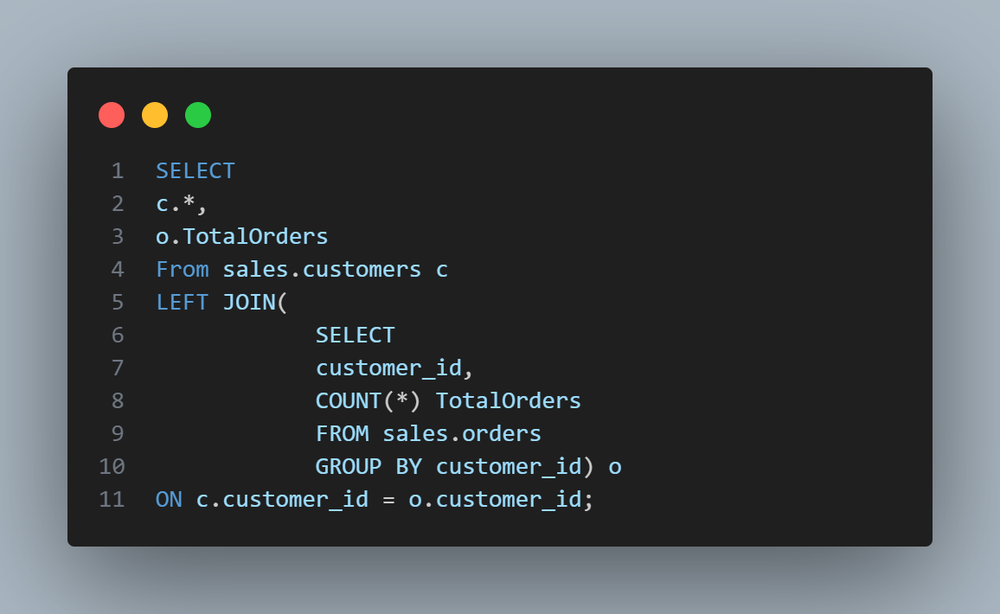 1 SELECT
2 c.*,
3 o.TotalOrders
4 From sales.customers c
5 LEFT JOIN(
6 SELECT
7 customer_id,
8 COUNT(*) TotalOrders
9 FROM sales.orders
10 GROUP BY customer_id) o
11 ON c.customer_id = o.customer_id;